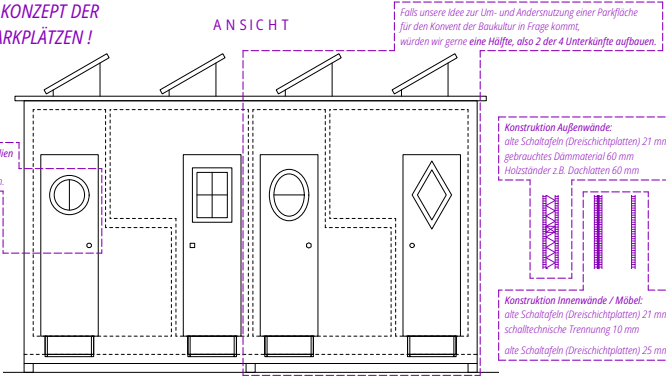 KONZEPT DER
ARKPLÄTZEN !
ANSICHT
Falls unsere Idee zur Um- und Andersnutzung einer Parkfläche
für den Konvent der Baukultur in Frage kommt,
würden wir gerne eine Hälfte, also 2 der 4 Unterkünfte aufbauen.
lien
n.
Konstruktion Außenwände:
alte Schaltafeln (Dreischichtplatten) 21 mm
gebrauchtes Dämmaterial 60 mm
Holzständer z.B. Dachlatten 60 mm
Konstruktion Innenwände / Möbel:
alte Schaltafeln (Dreischichtplatten) 21 mm
schalltechnische Trennunng 10 mm
alte Schaltafeln (Dreischichtplatten) 25 mm